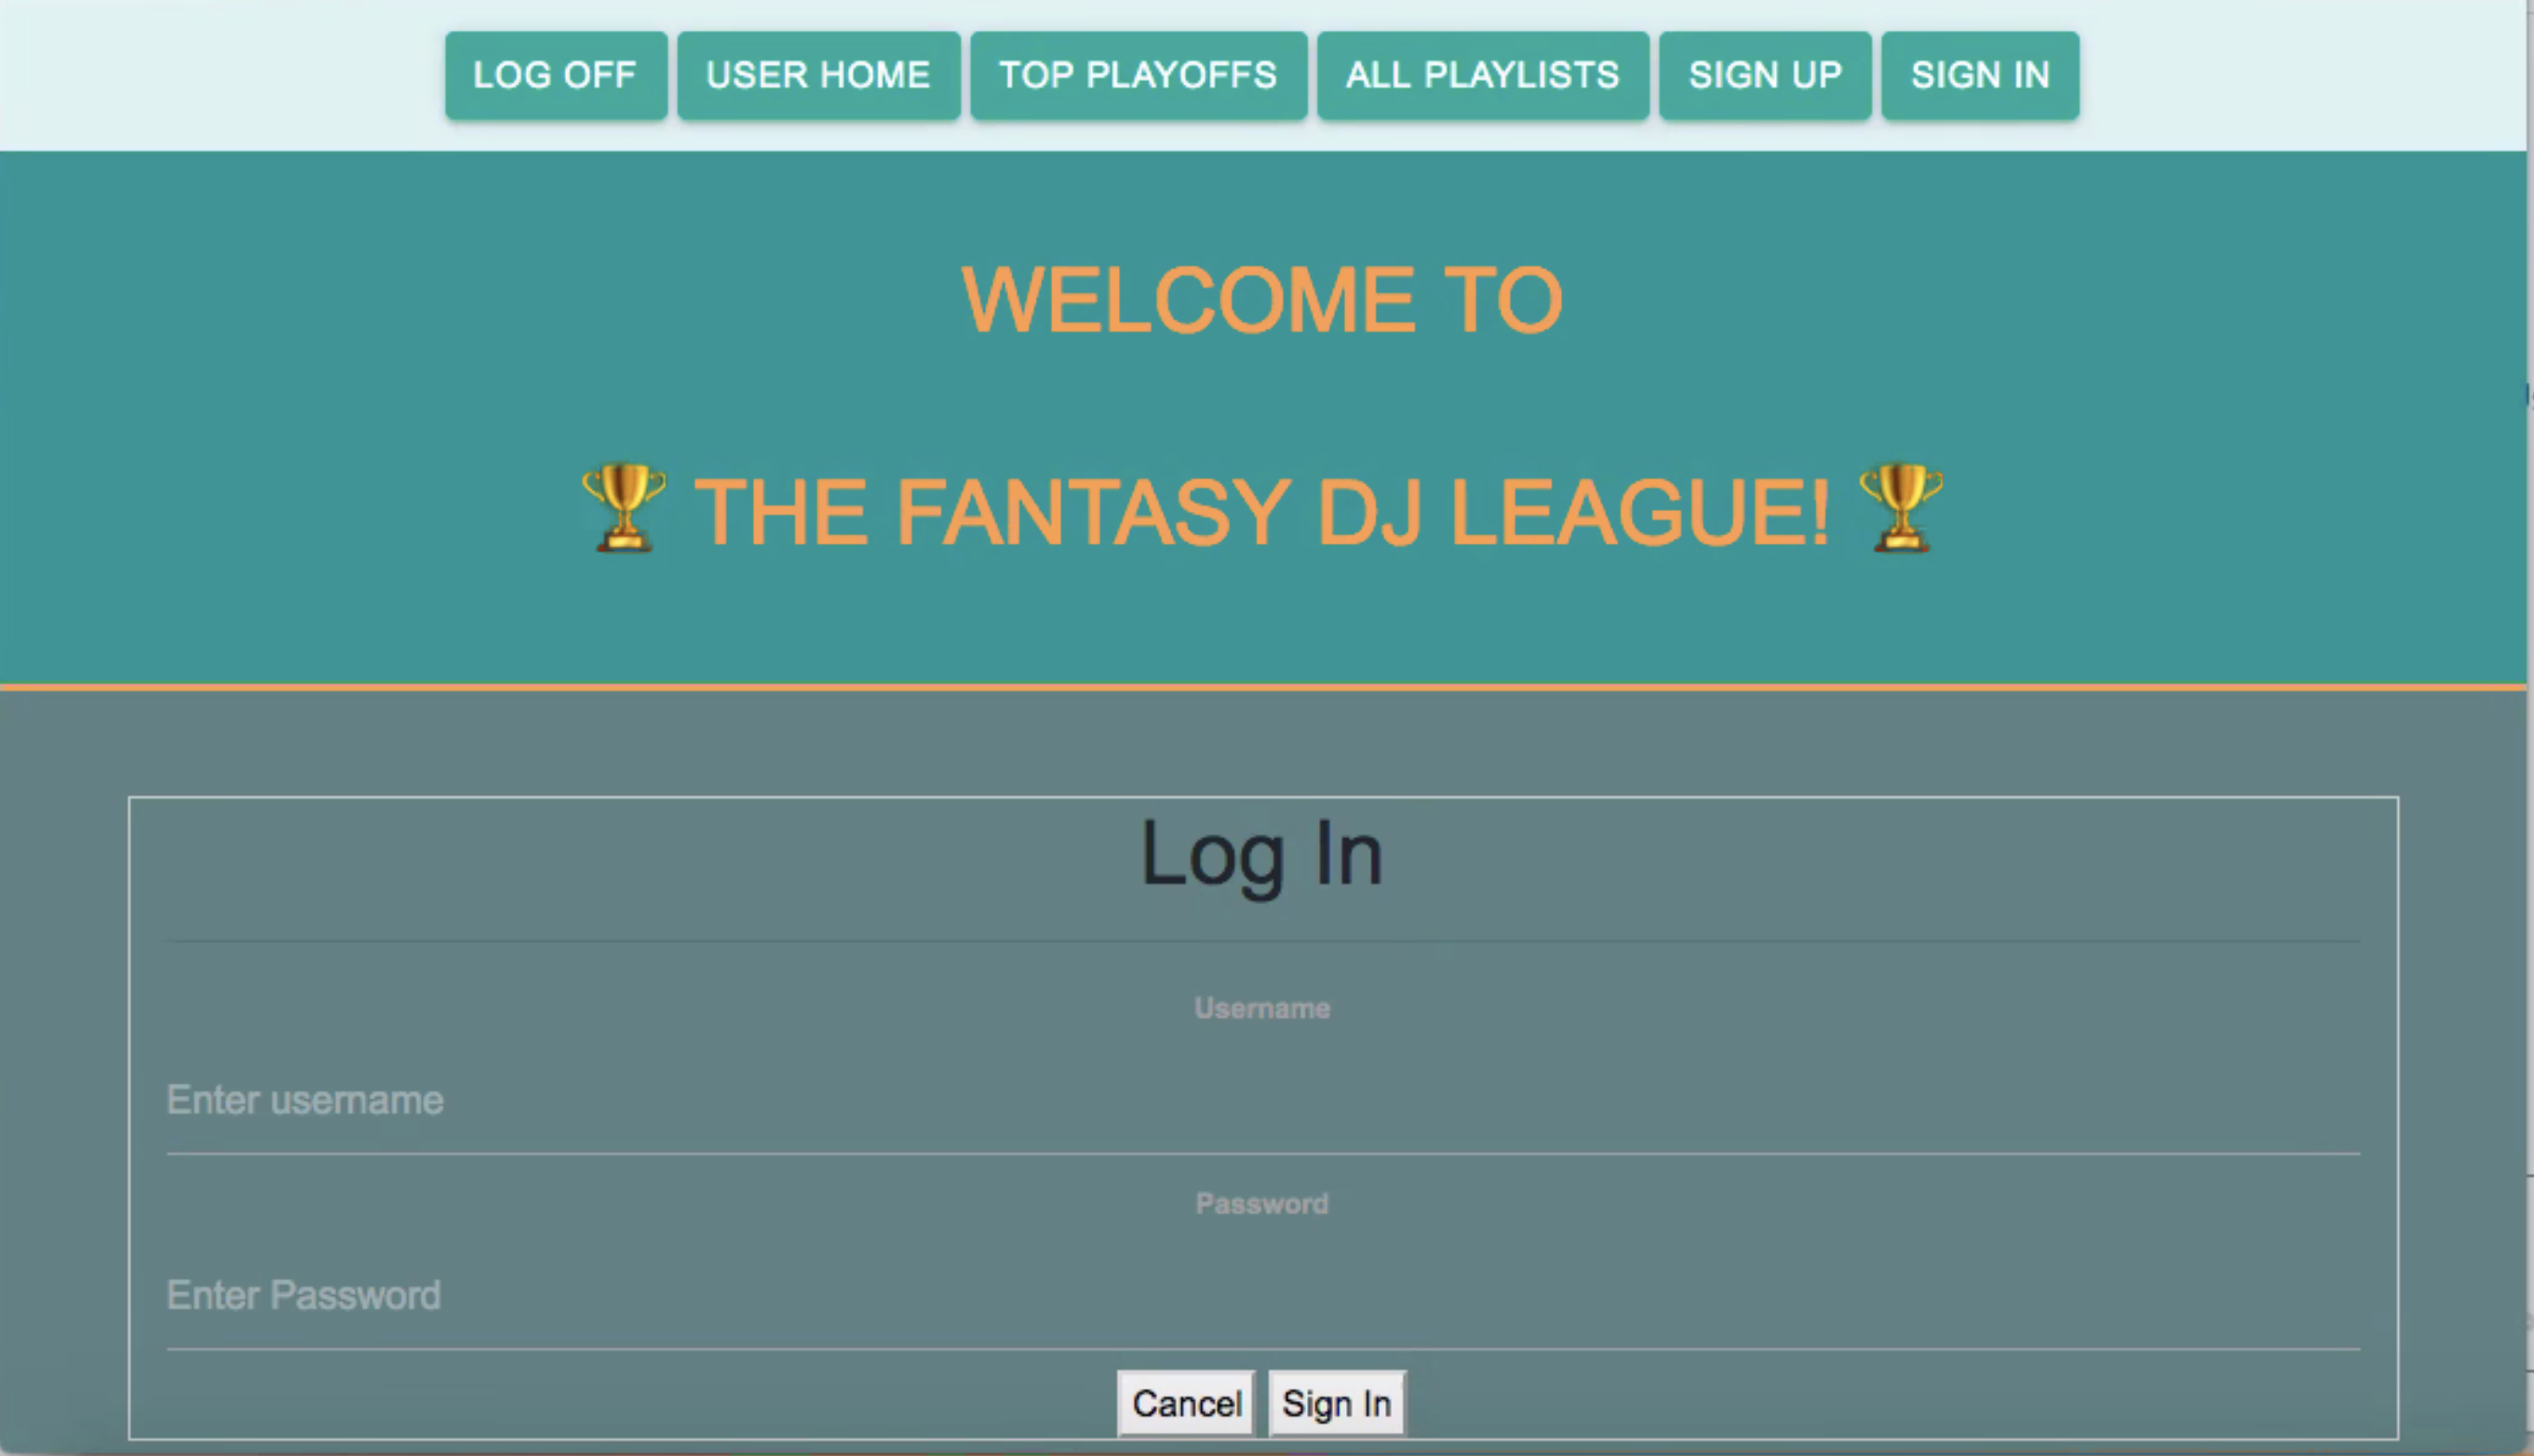 LOG OFF USER HOME TOP PLAYOFFS ALL PLAYLISTS SIGN UP SIGN IN
WELCOME TO
🏆 THE FANTASY DJ LEAGUE! 🏆
Log In
Username
Enter username
Password
Enter Password
Cancel Sign In